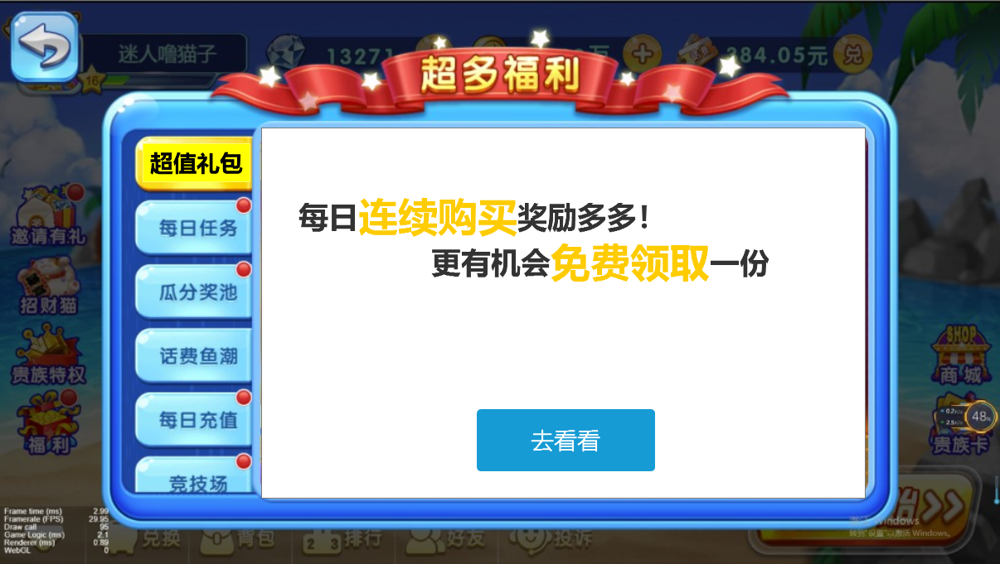 迷人噜猫子
13271
万
384.05元
兑
16
超多福利
超值礼包
每日任务
瓜分奖池
话费鱼潮
每日充值
竞技场
每日连续购买奖励多多！
更有机会免费领取一份
去看看
邀请有礼
招财猫
贵族特权
福利
SHOP
商城
48%
贵族卡
Frame time (ms) 2.99
Framerate (FPS) 29.95
Draw call 95
Game Logic (ms) 2.1
Renderer (ms) 0.89
WebGL 0
兑换
背包
2 3 排行
好友
投诉
Windows
转到"设置"以激活 Windows。